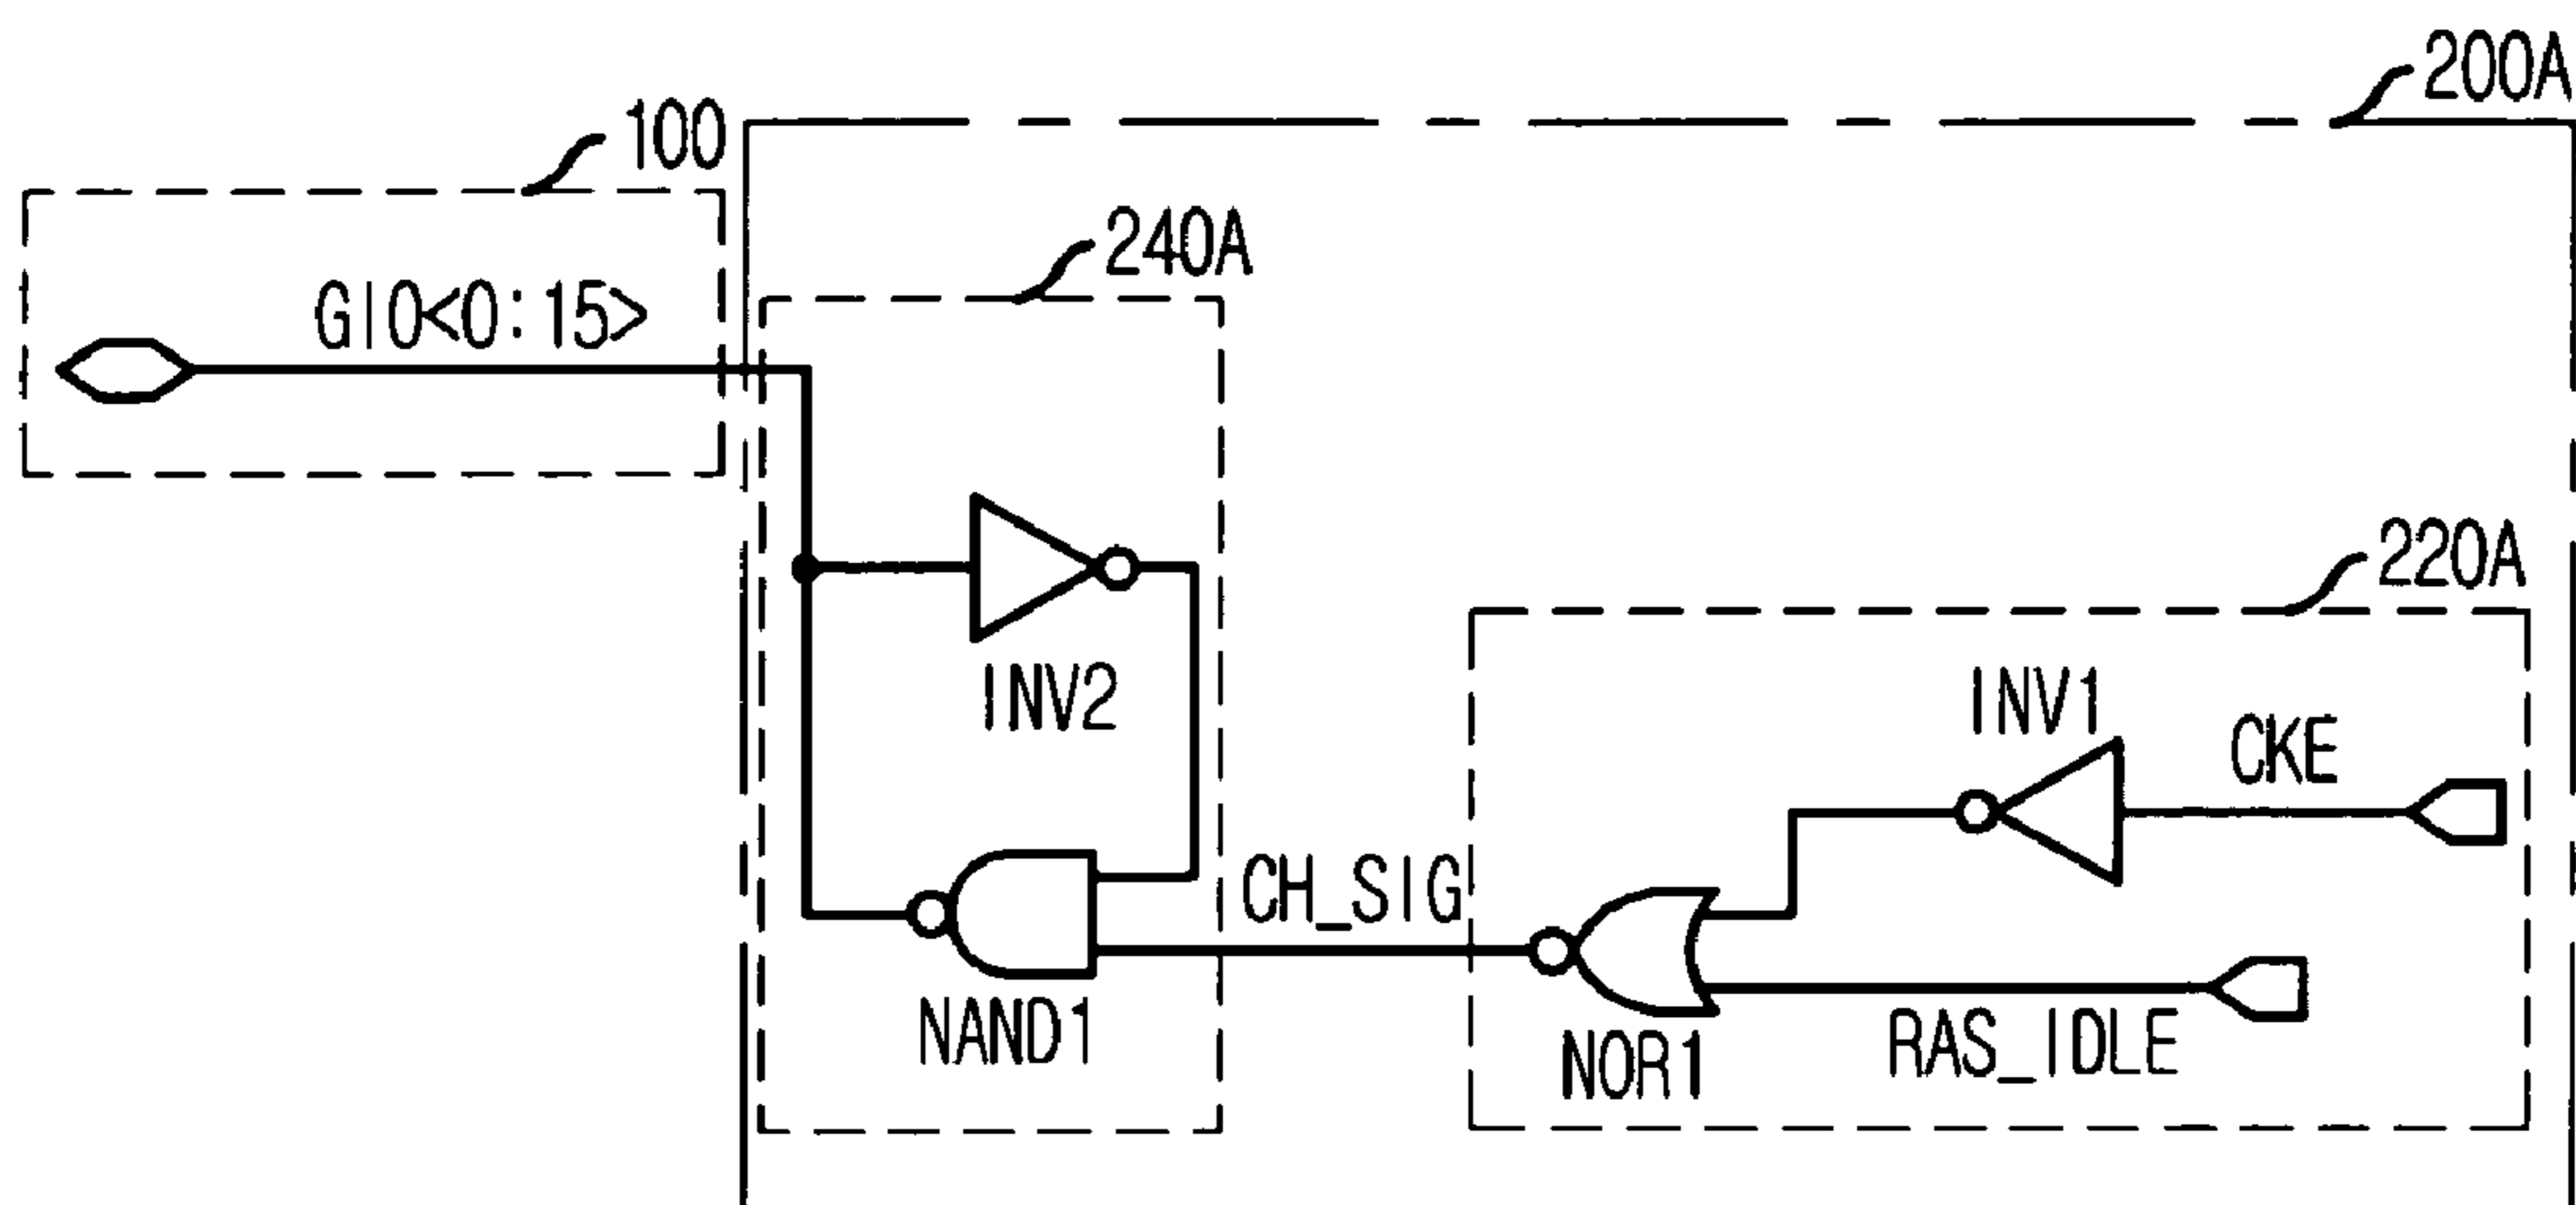 200A
100
240A
GIO<0:15>
220A
INV2
INV1
CKE
CH_SIG
NAND1
NOR1
RAS_IDLE